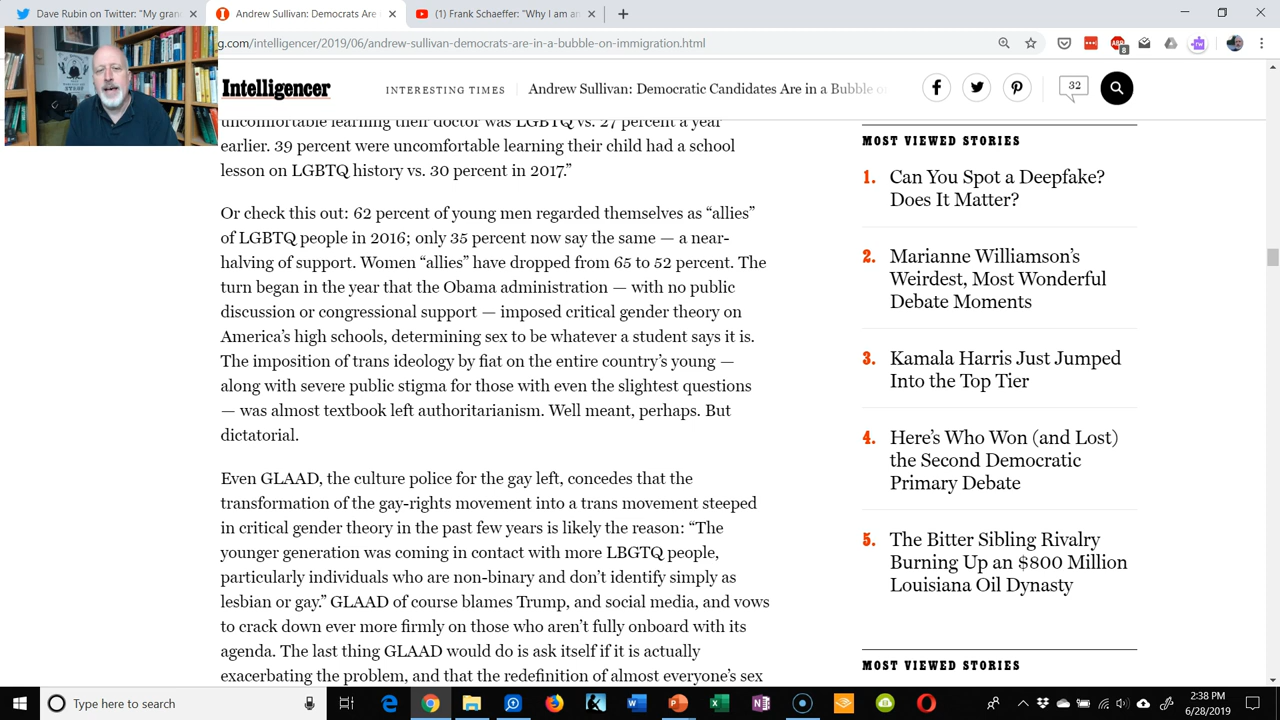 Dave Rubin on Twitter: "My gran
Andrew Sullivan: Democrats Are
(1) Frank Schaeffer: "Why I am an
g.com/intelligencer/2019/06/andrew-sullivan-democrats-are-in-a-bubble-on-immigration.html
8
Intelligencer
INTERESTING TIMES
Andrew Sullivan: Democratic Candidates Are in a Bubble o
32
uncomfortable learning their doctor was LGBTQ vs. 27 percent a year
earlier. 39 percent were uncomfortable learning their child had a school
lesson on LGBTQ history vs. 30 percent in 2017.”
Or check this out: 62 percent of young men regarded themselves as “allies”
of LGBTQ people in 2016; only 35 percent now say the same — a near-
halving of support. Women “allies” have dropped from 65 to 52 percent. The
turn began in the year that the Obama administration — with no public
discussion or congressional support — imposed critical gender theory on
America’s high schools, determining sex to be whatever a student says it is.
The imposition of trans ideology by fiat on the entire country’s young —
along with severe public stigma for those with even the slightest questions
— was almost textbook left authoritarianism. Well meant, perhaps. But
dictatorial.
Even GLAAD, the culture police for the gay left, concedes that the
transformation of the gay-rights movement into a trans movement steeped
in critical gender theory in the past few years is likely the reason: “The
younger generation was coming in contact with more LBGTQ people,
particularly individuals who are non-binary and don’t identify simply as
lesbian or gay.” GLAAD of course blames Trump, and social media, and vows
to crack down ever more firmly on those who aren’t fully onboard with its
agenda. The last thing GLAAD would do is ask itself if it is actually
exacerbating the problem, and that the redefinition of almost everyone’s sex
MOST VIEWED STORIES
1. Can You Spot a Deepfake?
Does It Matter?
2. Marianne Williamson’s
Weirdest, Most Wonderful
Debate Moments
3. Kamala Harris Just Jumped
Into the Top Tier
4. Here’s Who Won (and Lost)
the Second Democratic
Primary Debate
5. The Bitter Sibling Rivalry
Burning Up an $800 Million
Louisiana Oil Dynasty
MOST VIEWED STORIES
Type here to search
2:38 PM
6/28/2019